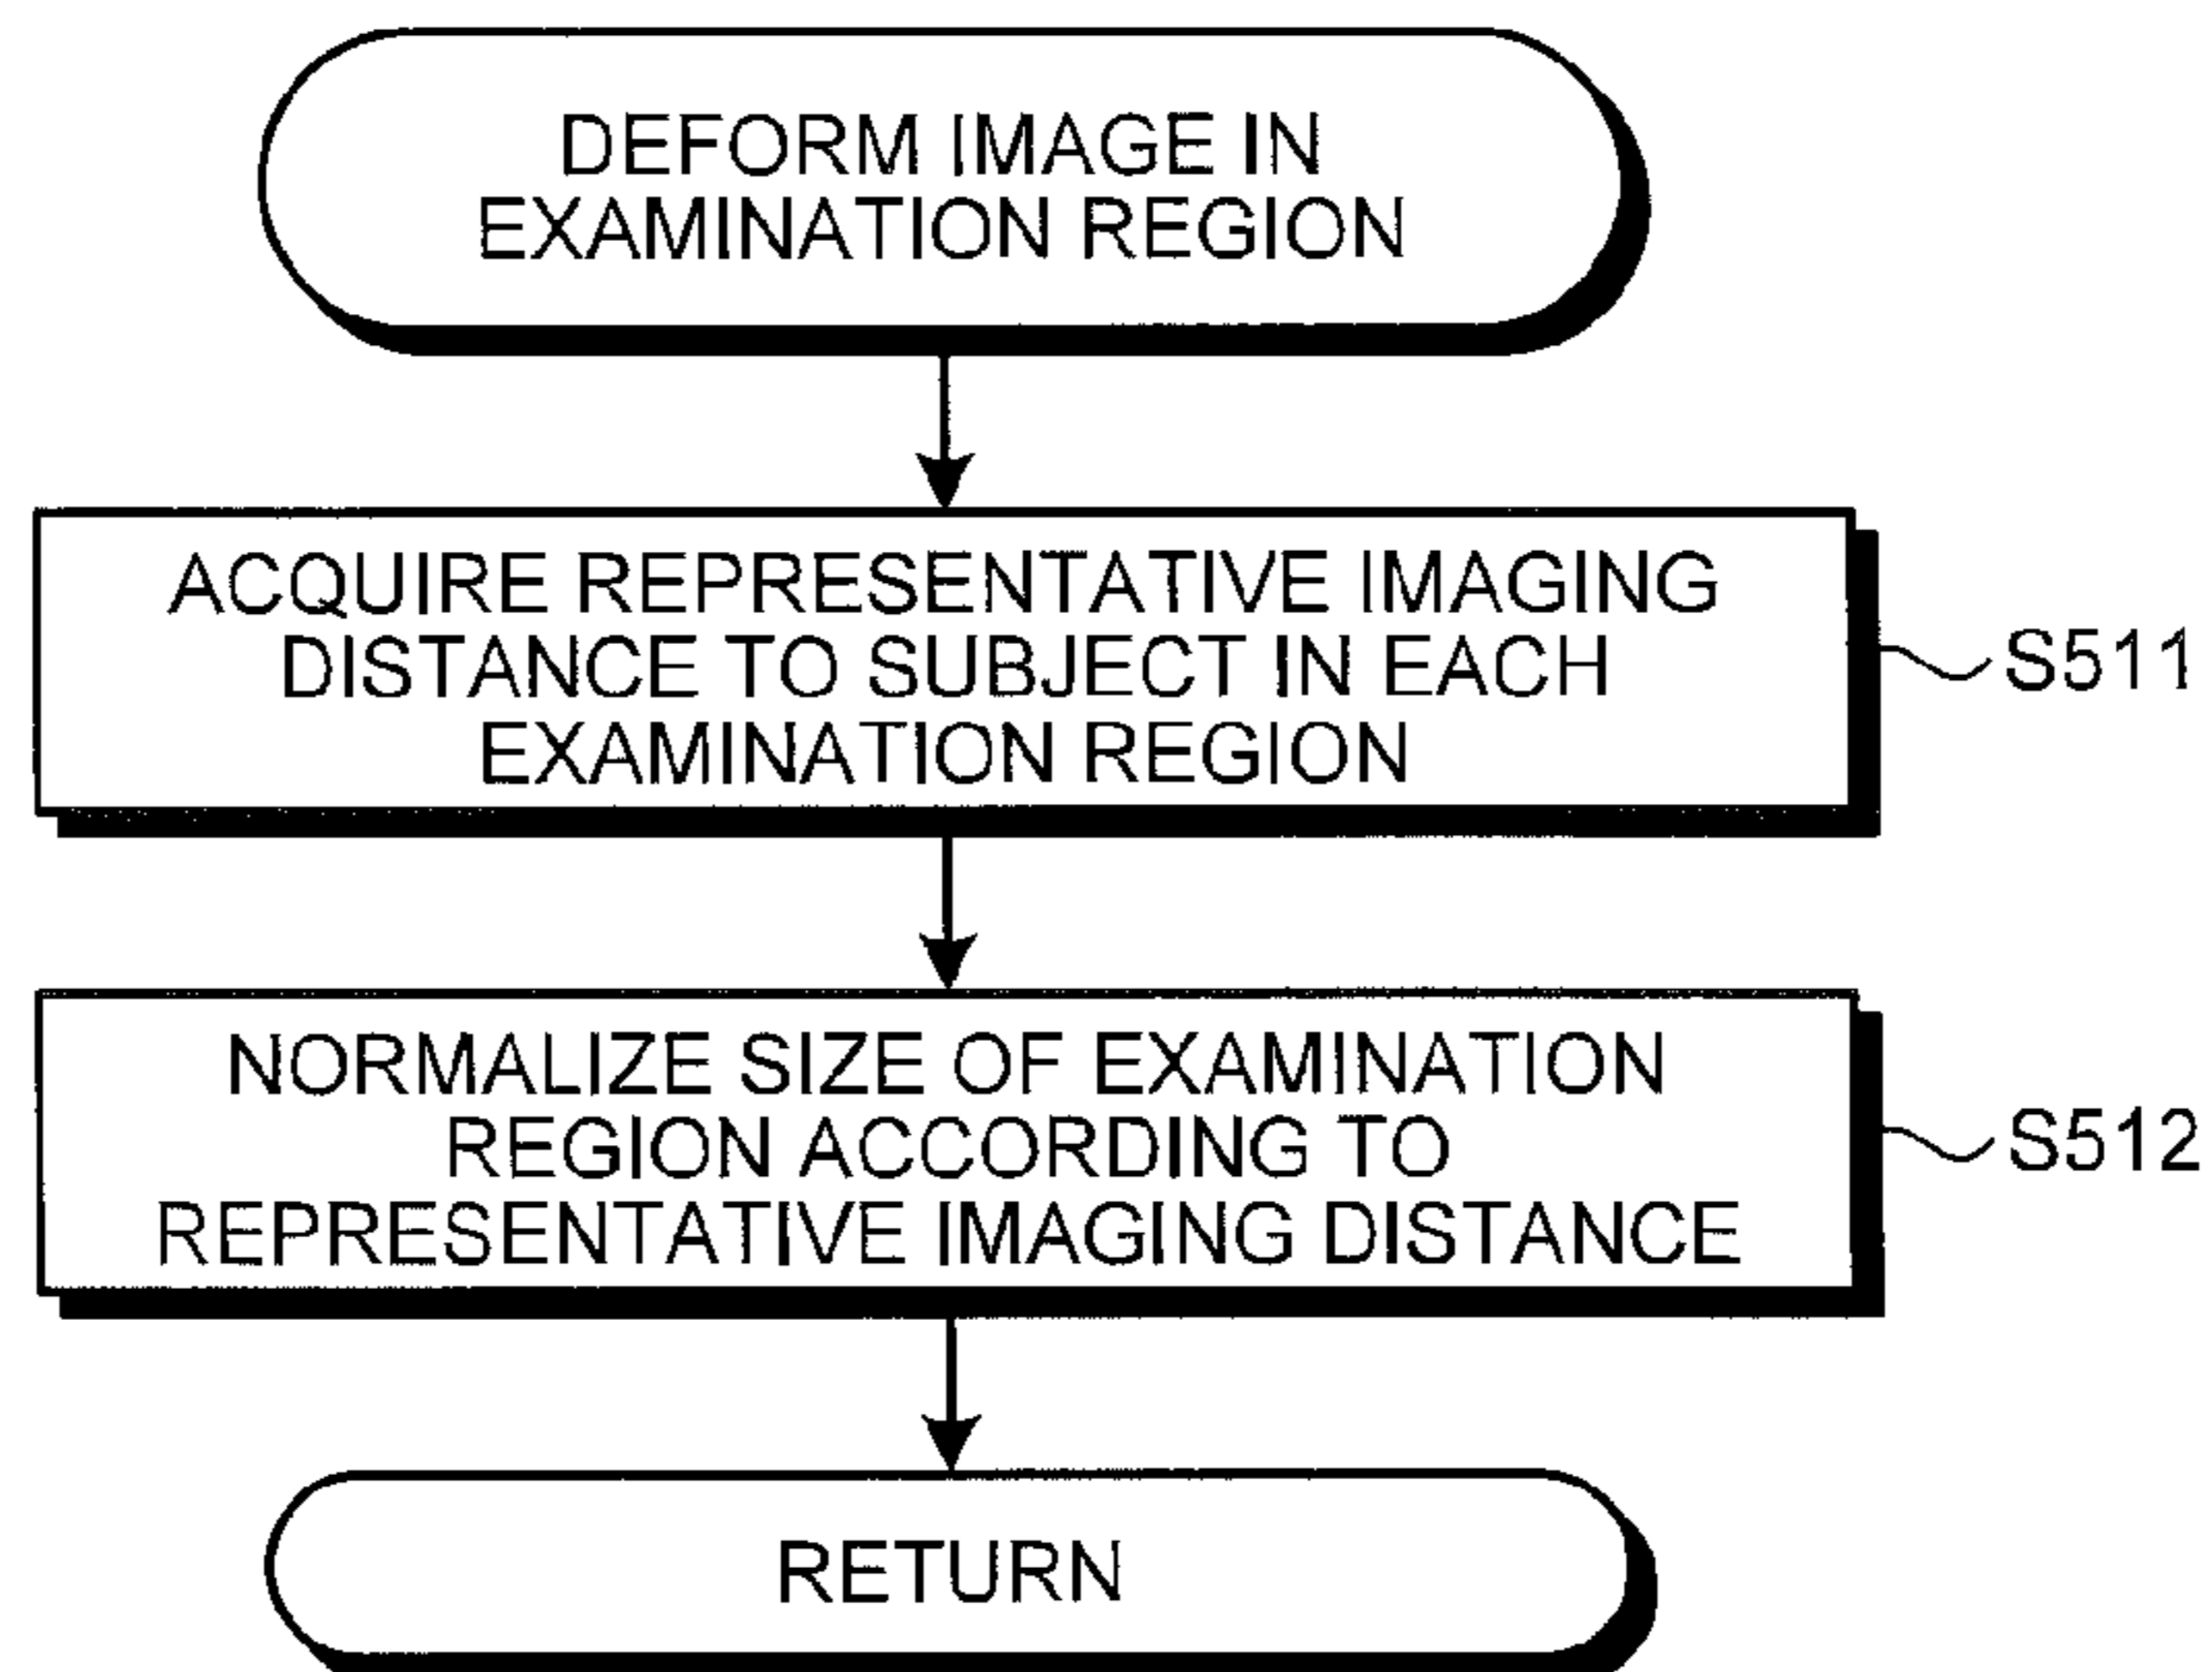 DEFORM IMAGE IN
EXAMINATION REGION
ACQUIRE REPRESENTATIVE IMAGING
DISTANCE TO SUBJECT IN EACH
EXAMINATION REGION
S511
NORMALIZE SIZE OF EXAMINATION
REGION ACCORDING TO
REPRESENTATIVE IMAGING DISTANCE
S512
RETURN